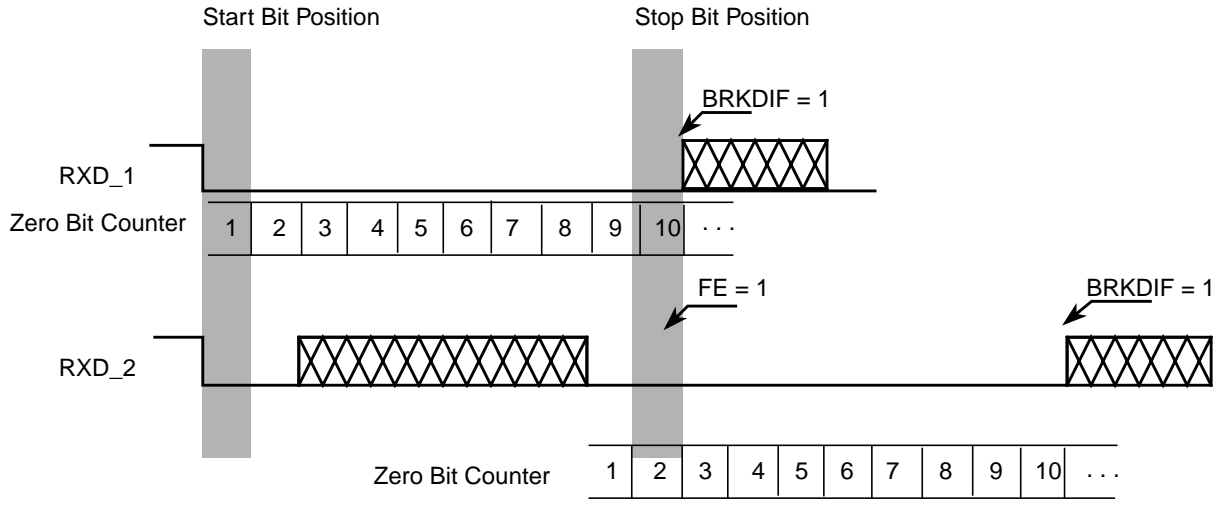 Start Bit Position
Stop Bit Position
BRKDIF = 1
RXD_1
Zero Bit Counter
1 2 3 4 5 6 7 8 9 10 . . .
FE = 1
BRKDIF = 1
RXD_2
Zero Bit Counter
1 2 3 4 5 6 7 8 9 10 . . .